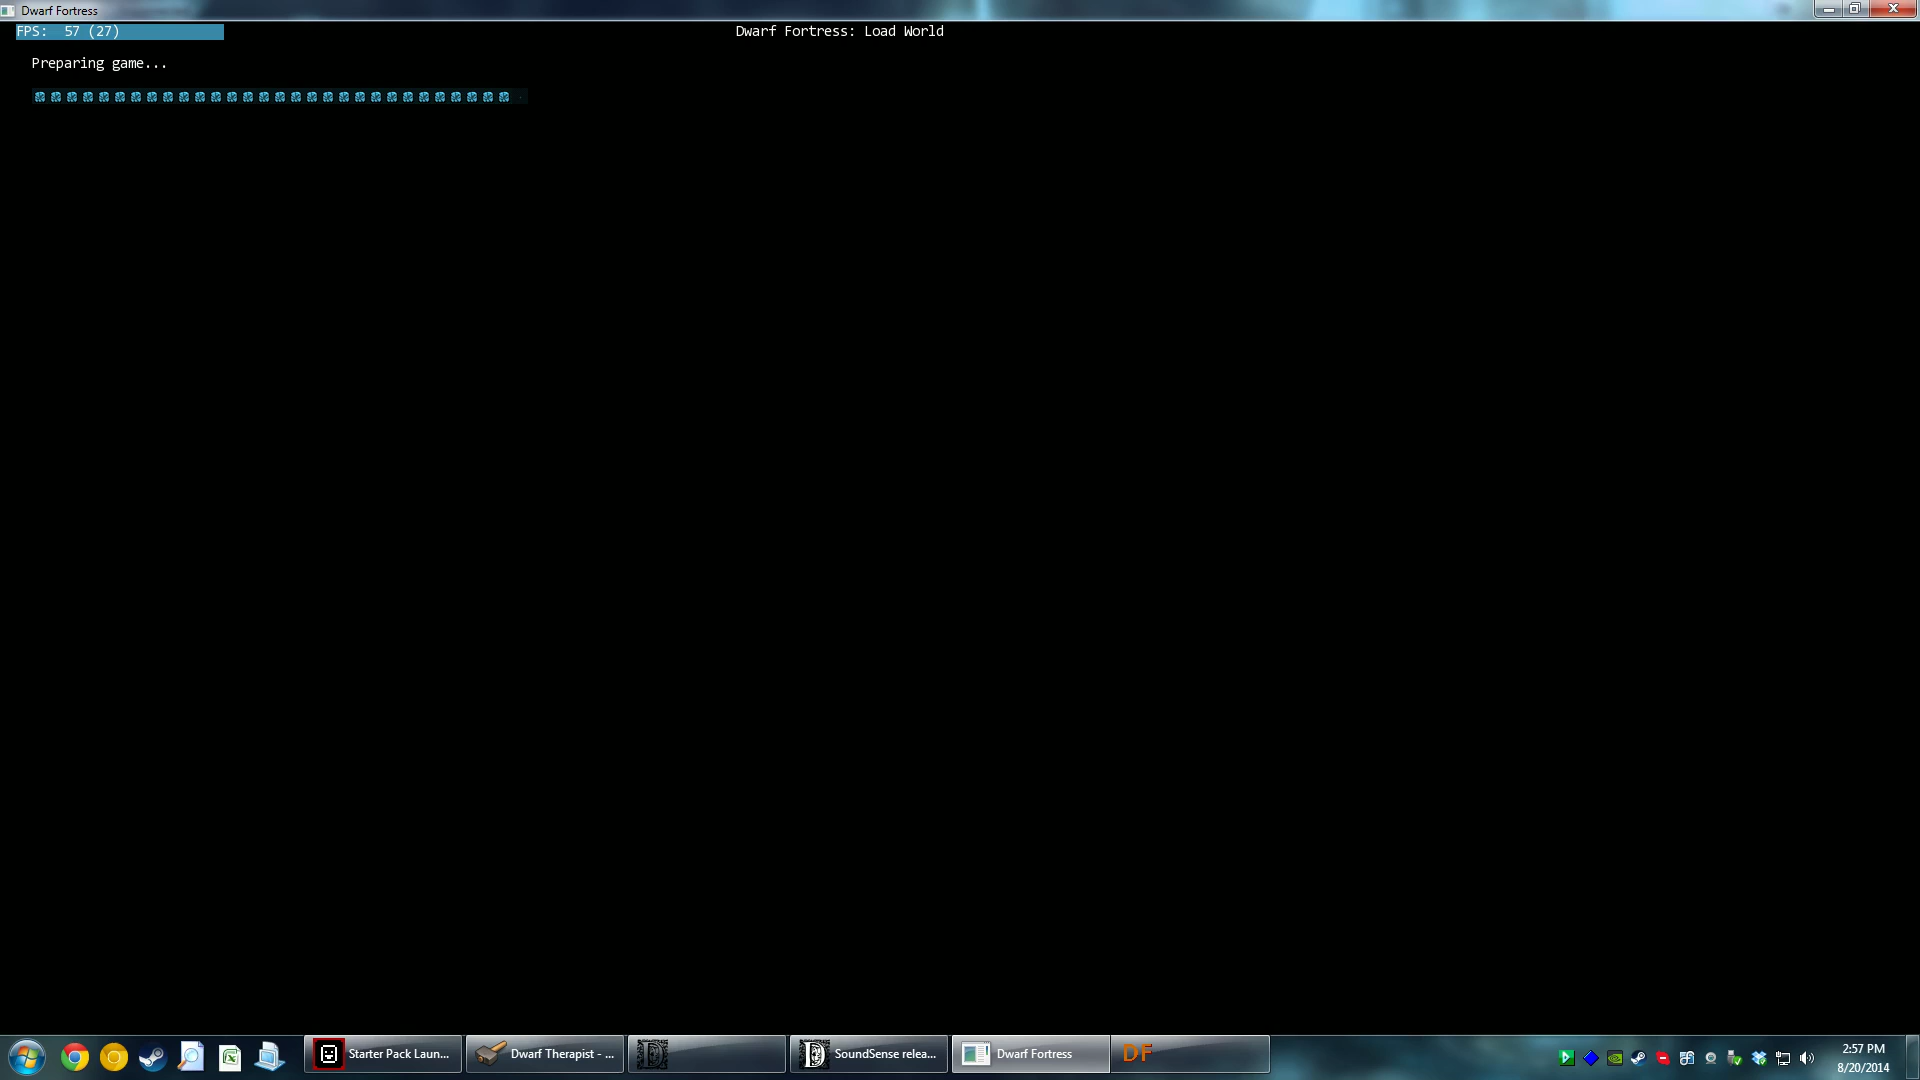 Dwarf Fortress
FPS:  57 (27)
Dwarf Fortress: Load World
Preparing game...
Starter Pack Laun...
Dwarf Therapist - ...
SoundSense relea...
Dwarf Fortress
DF
2:57 PM
8/20/2014